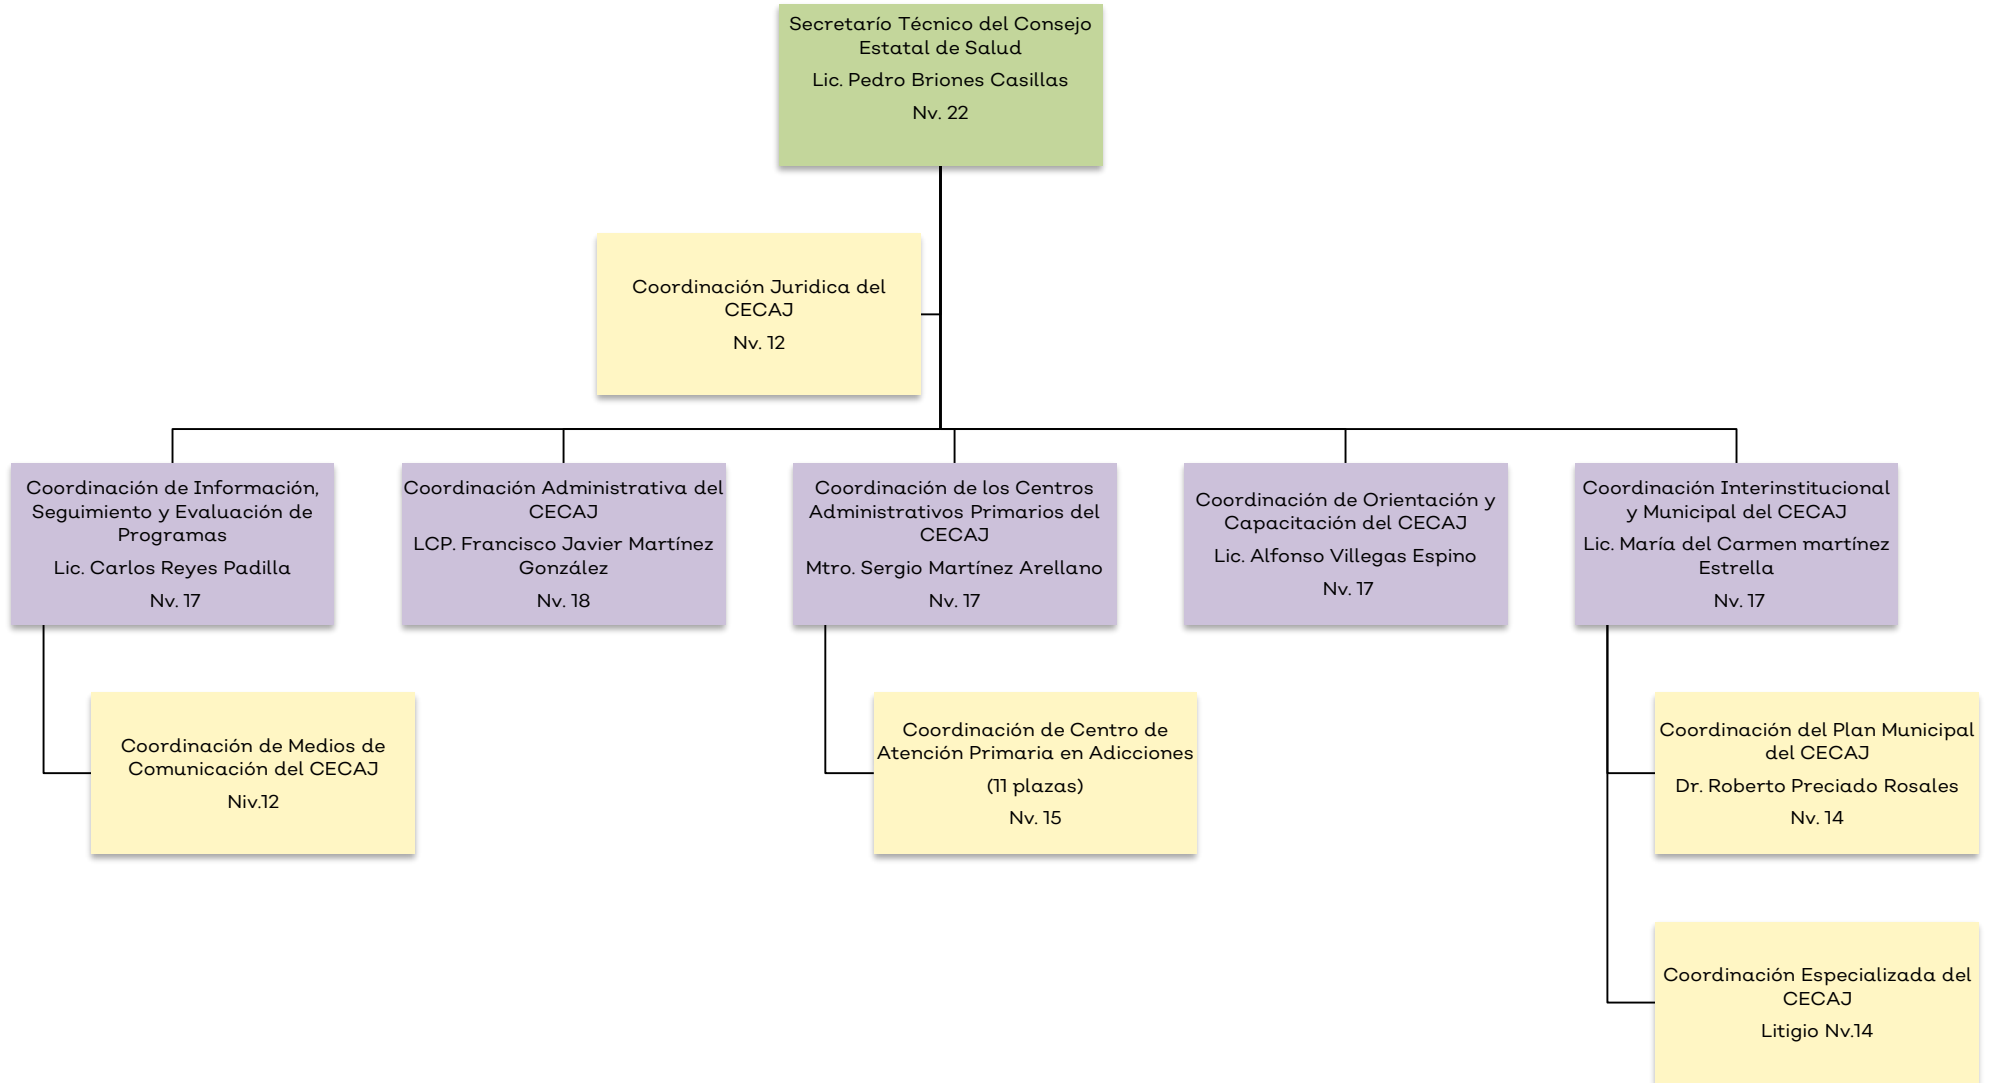 Secretarío Técnico del Consejo
Estatal de Salud
Lic. Pedro Briones Casillas
Nv. 22
Coordinación Juridica del
CECAJ
Nv. 12
Coordinación de Información,
Seguimiento y Evaluación de
Programas
Lic. Carlos Reyes Padilla
Nv. 17
Coordinación Administrativa del
CECAJ
LCP. Francisco Javier Martínez
González
Nv. 18
Coordinación de los Centros
Administrativos Primarios del
CECAJ
Mtro. Sergio Martínez Arellano
Nv. 17
Coordinación de Orientación y
Capacitación del CECAJ
Lic. Alfonso Villegas Espino
Nv. 17
Coordinación Interinstitucional
y Municipal del CECAJ
Lic. María del Carmen martínez
Estrella
Nv. 17
Coordinación de Medios de
Comunicación del CECAJ
Niv.12
Coordinación de Centro de
Atención Primaria en Adicciones
(11 plazas)
Nv. 15
Coordinación del Plan Municipal
del CECAJ
Dr. Roberto Preciado Rosales
Nv. 14
Coordinación Especializada del
CECAJ
Litigio Nv.14